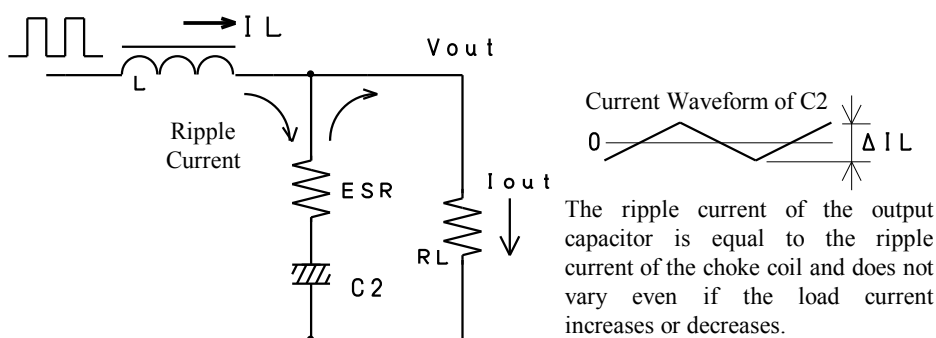 I L
L
Vout
Ripple
Current
ESR
C2
Iout
RL
Current Waveform of C2
0
Δ I L
The ripple current of the output
capacitor is equal to the ripple
current of the choke coil and does not
vary even if the load current
increases or decreases.